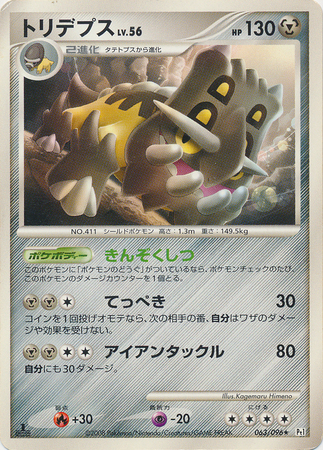 トリデプス LV.56 HP 130
2進化 タテトプスから進化
NO.411 シールドポケモン 高さ:1.3m 重さ:149.5kg
ポケボディー きんぞくしつ
このポケモンに「ポケモンのどうぐ」がついているなら、ポケモンチェックのたび、
このポケモンのダメージカウンターを1個とる。
てっぺき 30
コインを1回投げオモテなら、次の相手の番、自分はワザのダメー
ジや効果を受けない。
アイアンタックル 80
自分にも30ダメージ。
Illus.Kagemaru Himeno
弱点 +30 抵抗力 -20 にげる
©2008 Pokémon/Nintendo/Creatures/GAME FREAK. Pt1 063/096★